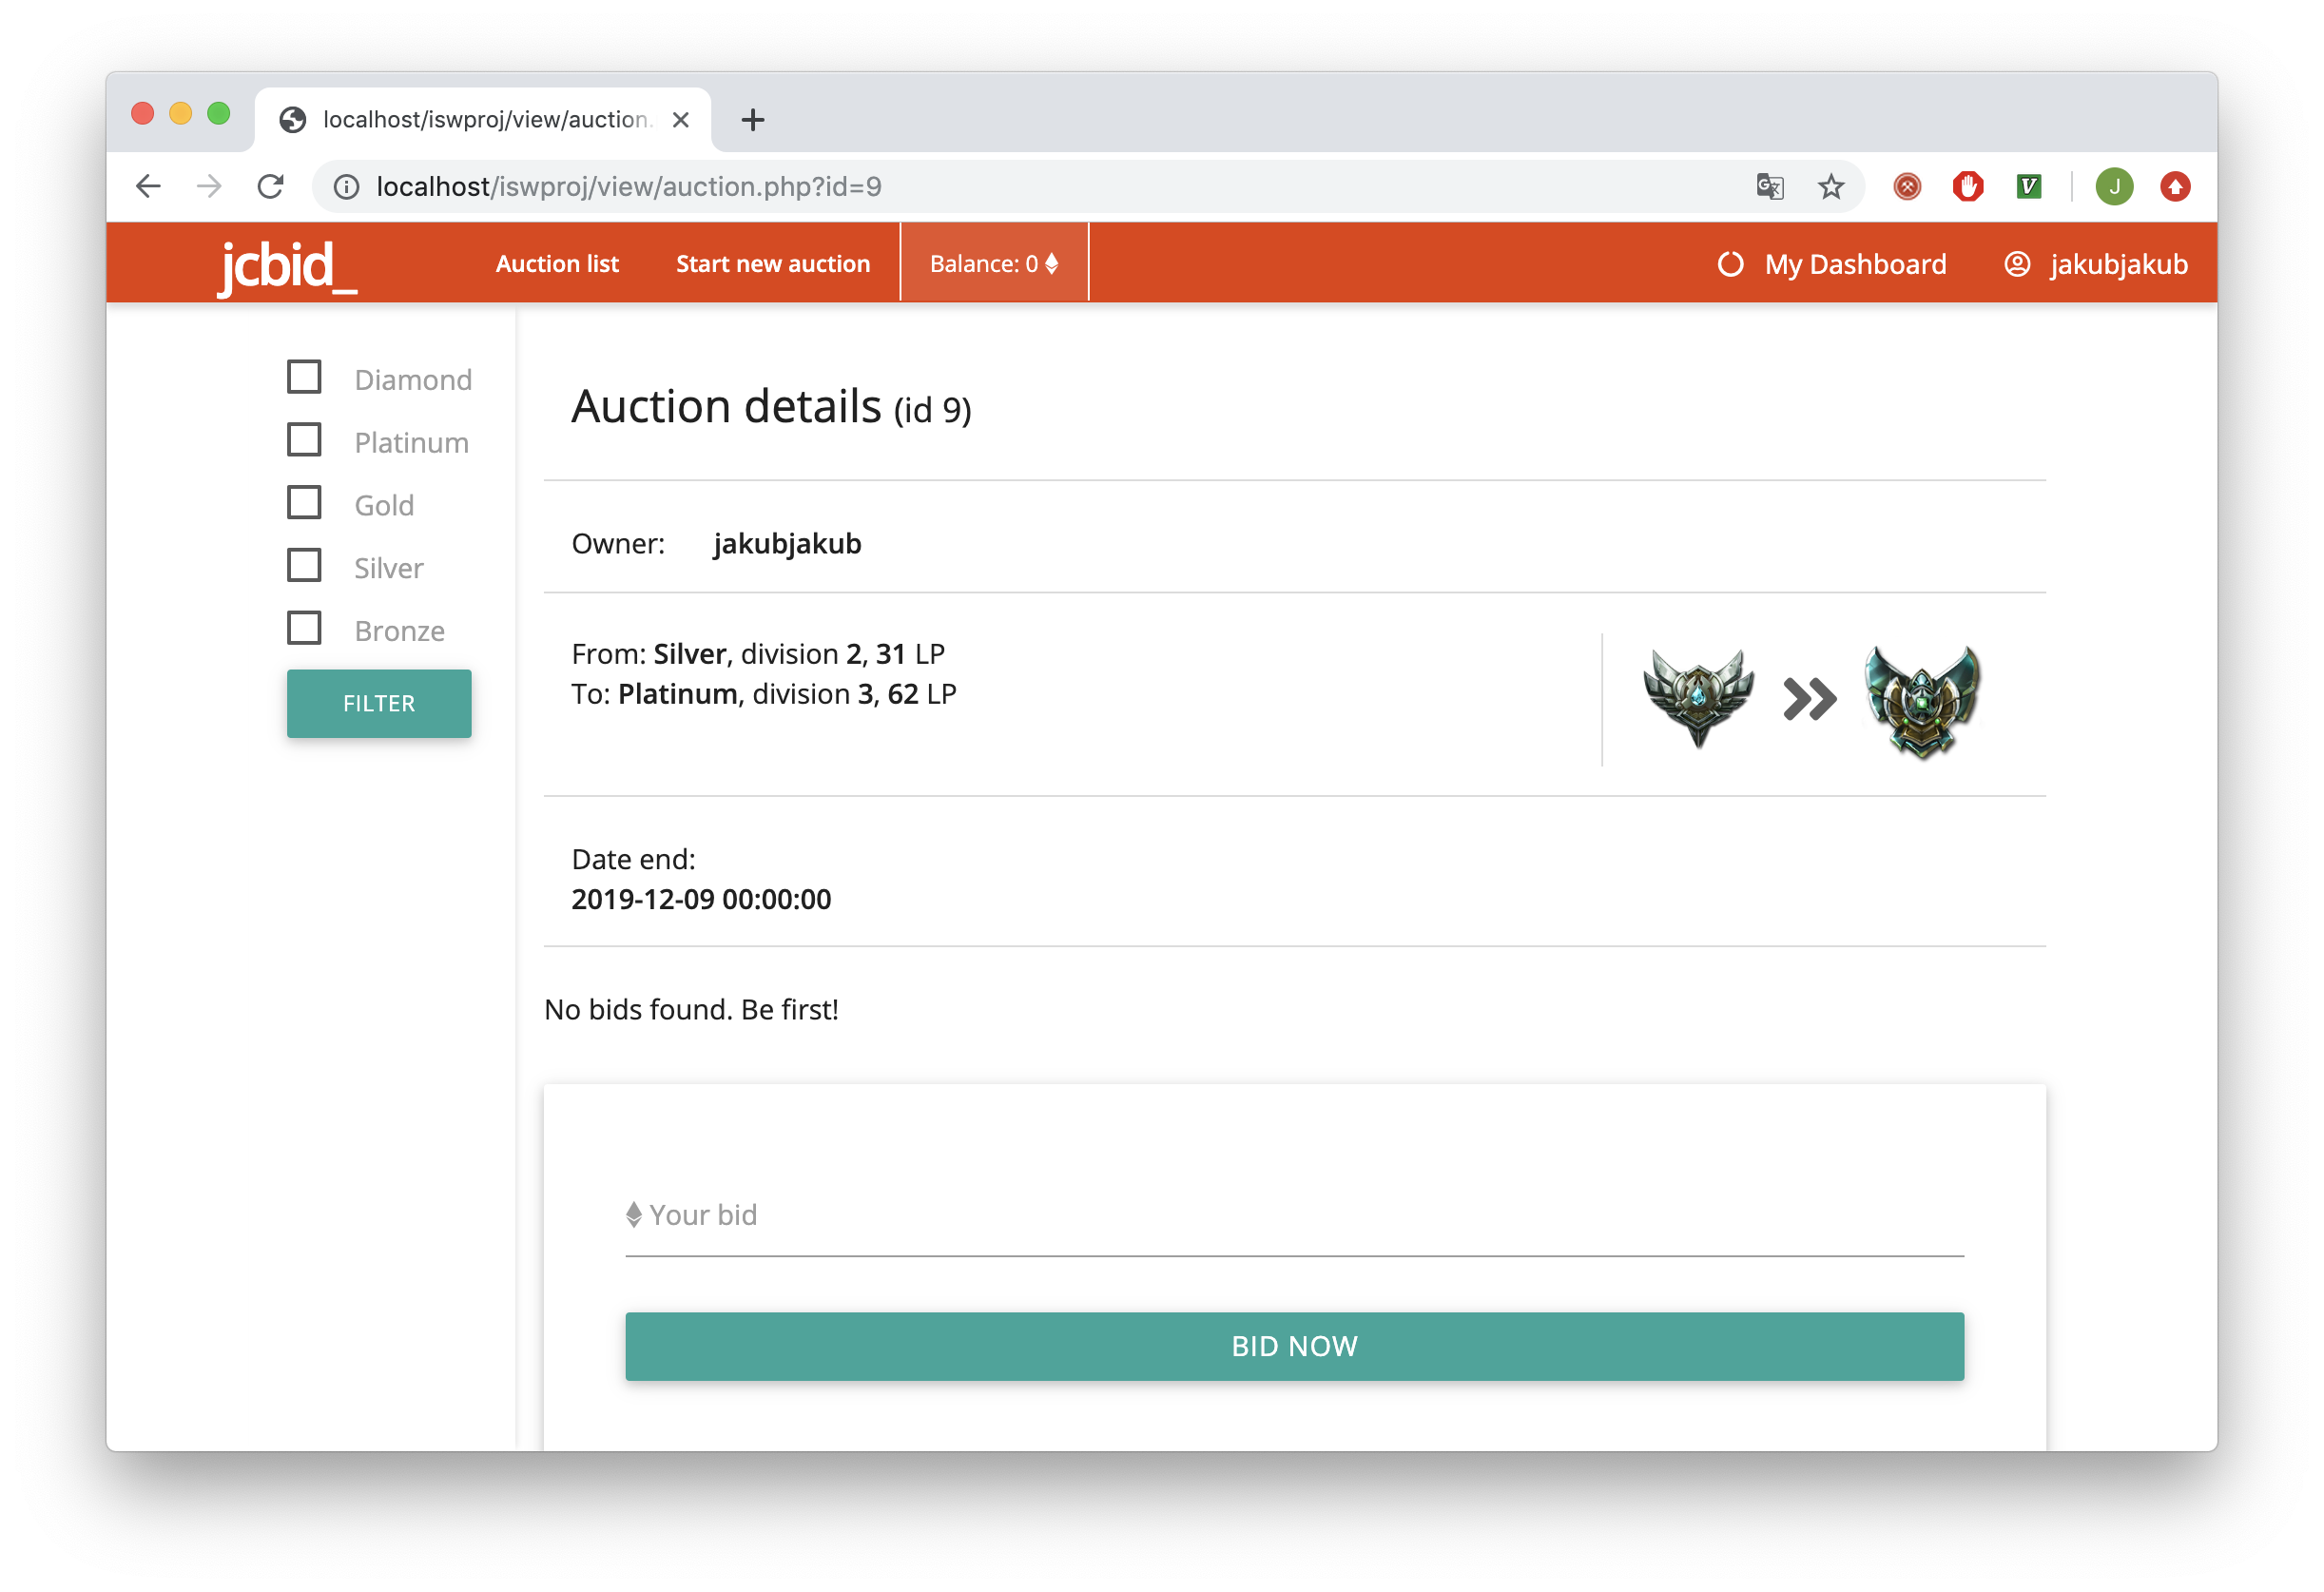 localhost/iswproj/view/auction.
localhost/iswproj/view/auction.php?id=9
J
jcbid_
Auction list
Start new auction
Balance: 0
My Dashboard
jakubjakub
Diamond
Platinum
Gold
Silver
Bronze
FILTER
Auction details (id 9)
Owner: jakubjakub
From: Silver, division 2, 31 LP
To: Platinum, division 3, 62 LP
Date end:
2019-12-09 00:00:00
No bids found. Be first!
Your bid
BID NOW